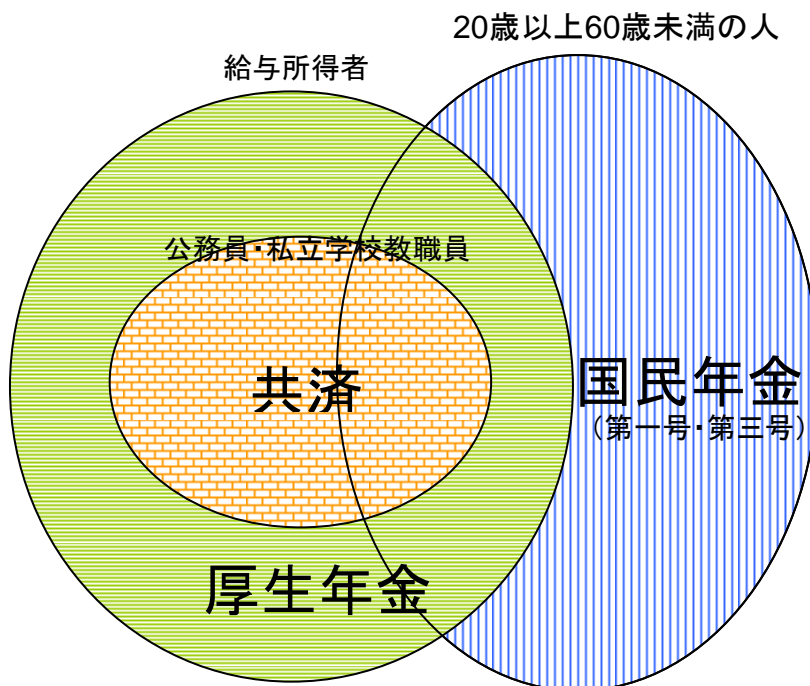 20歳以上60歳未満の人
給与所得者
公務員・私立学校教職員
共済
国民年金
（第一号・第三号）
厚生年金